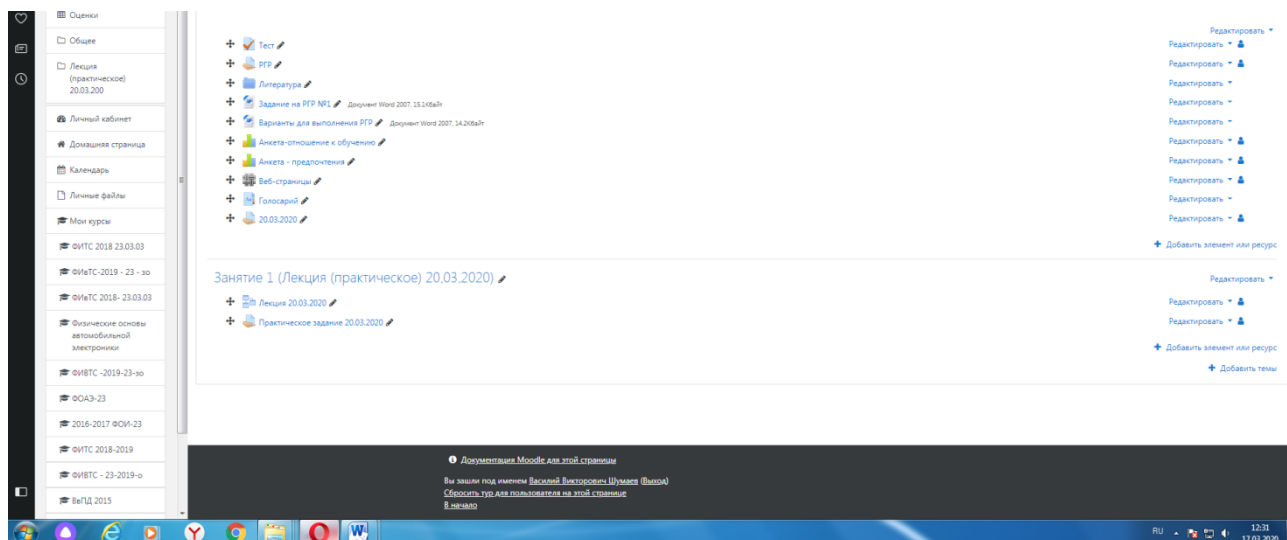 Оценки
Общее
Лекция
(практическое)
20.03.200
Личный кабинет
Домашняя страница
Календарь
Личные файлы
Мои курсы
ФИТС 2018 23.03.03
ФИвТС-2019 - 23 - зо
ФИвТС 2018- 23.03.03
Физические основы
автомобильной
электроники
ФИВТС -2019-23-зо
ФОАЭ-23
2016-2017 ФОИ-23
ФИТС 2018-2019
ФИВТС - 23-2019-о
ВеПД 2015
Редактировать
Тест Редактировать
РГР Редактировать
Литература Редактировать
Задание на РГР №1 Документ Word 2007, 15.1Кбайт Редактировать
Варианты для выполнения РГР Документ Word 2007, 14.2Кбайт Редактировать
Анкета-отношение к обучению Редактировать
Анкета - предпочтения Редактировать
Веб-страницы Редактировать
Голосарий Редактировать
20.03.2020 Редактировать
Добавить элемент или ресурс
Занятие 1 (Лекция (практическое) 20.03.2020) Редактировать
Лекция 20.03.2020 Редактировать
Практическое задание 20.03.2020 Редактировать
Добавить элемент или ресурс
Добавить темы
Документация Moodle для этой страницы
Вы зашли под именем Василий Викторович Шумаев (Выход)
Сбросить тур для пользователя на этой странице
В начало
RU 12:31
17.03.2020